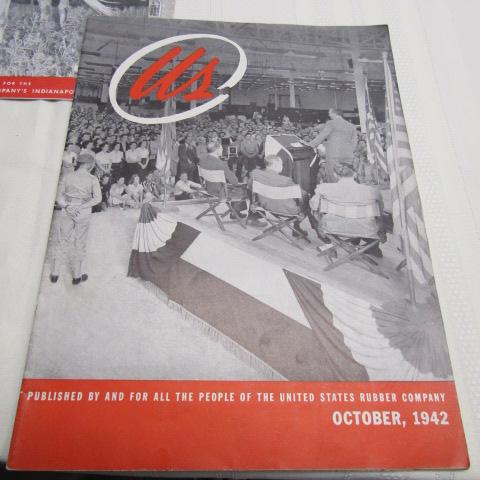 FOR THE
COMPANY'S INDIANAPO
Us
PUBLISHED BY AND FOR ALL THE PEOPLE OF THE UNITED STATES RUBBER COMPANY
OCTOBER, 1942